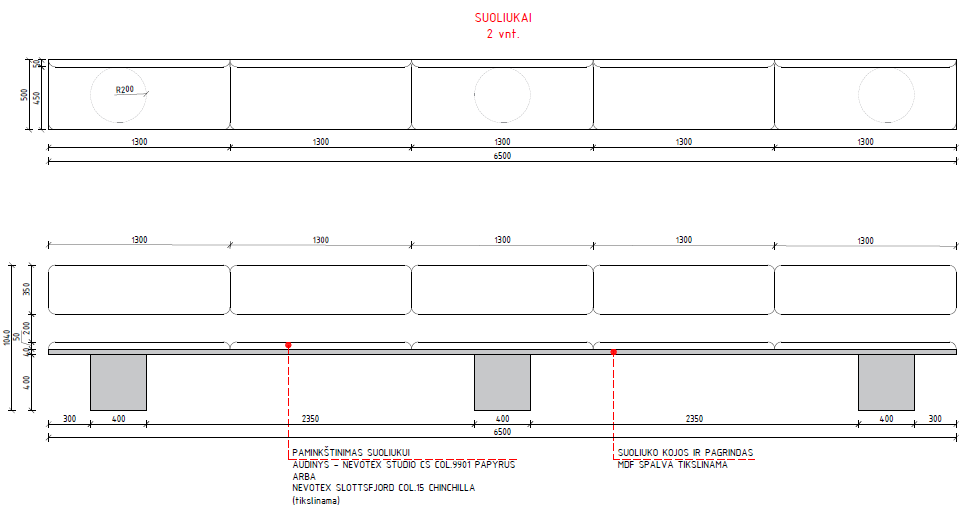 SUOLIUKAI
2 vnt.
50
500
450
R200
1300 1300 1300 1300 1300
6500
1300 1300 1300 1300 1300
350
200
1040
50
40
400
300 400 2350 400 2350 400 300
6500
PAMINKŠTINIMAS SUOLIUKUI
AUDINYS - NEVOTEX STUDIO CS COL.9901 PAPYRUS
ARBA
NEVOTEX SLOTTSFJORD COL.15 CHINCHILLA
(tikslinama)
SUOLIUKO KOJOS IR PAGRINDAS
MDF SPALVA TIKSLINAMA